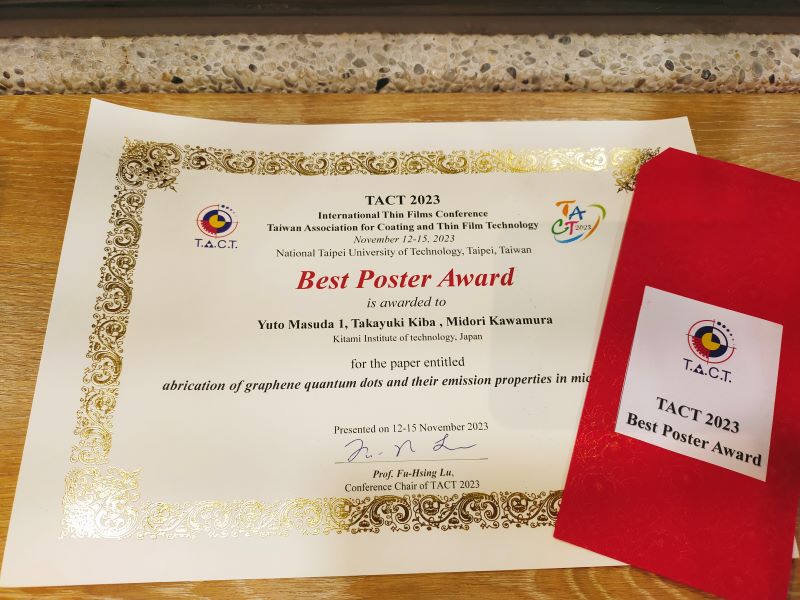 TACT 2023
International Thin Films Conference
Taiwan Association for Coating and Thin Film Technology
November 12-15, 2023
National Taipei University of Technology, Taipei, Taiwan
T.A.C.T.
TACT 2023
Best Poster Award
is awarded to
Yuto Masuda 1, Takayuki Kiba , Midori Kawamura
Kitami Institute of technology, Japan
for the paper entitled
abrication of graphene quantum dots and their emission properties in
Presented on 12-15 November 2023
Prof. Fu-Hsing Lu,
Conference Chair of TACT 2023
T.A.C.T.
TACT 2023
Best Poster Award